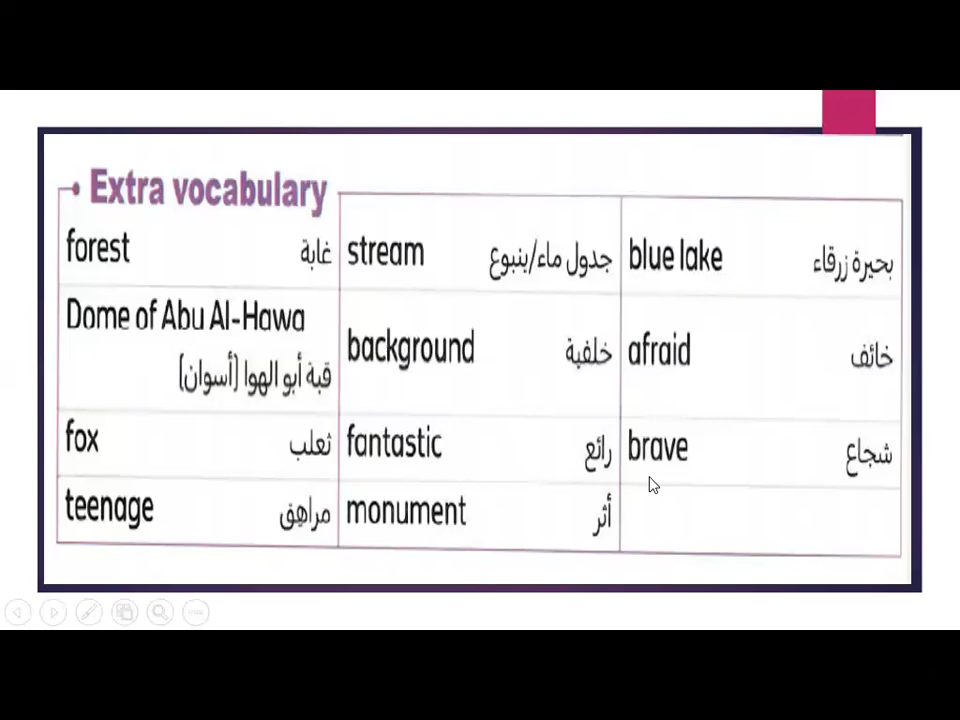 Extra vocabulary
forest غابة
stream جدول ماء/ينبوع
blue lake بحيرة زرقاء
Dome of Abu Al-Hawa
قبة أبو الهوا (أسوان)
background خلفية
afraid خائف
fox ثعلب
fantastic رائع
brave شجاع
teenage مراهِق
monument أثر